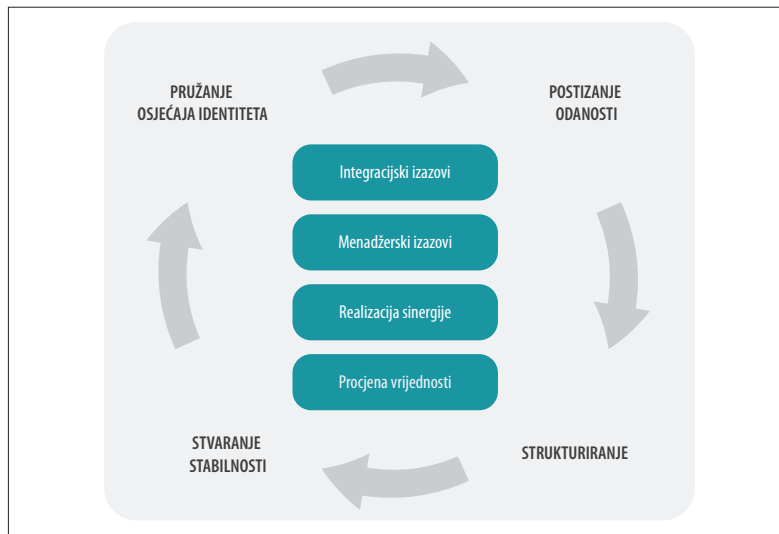 PRUŽANJE
OSJEĆAJA IDENTITETA
POSTIZANJE
ODANOSTI
Integracijski izazovi
Menadžerski izazovi
Realizacija sinergije
Procjena vrijednosti
STVARANJE
STABILNOSTI
STRUKTURIRANJE